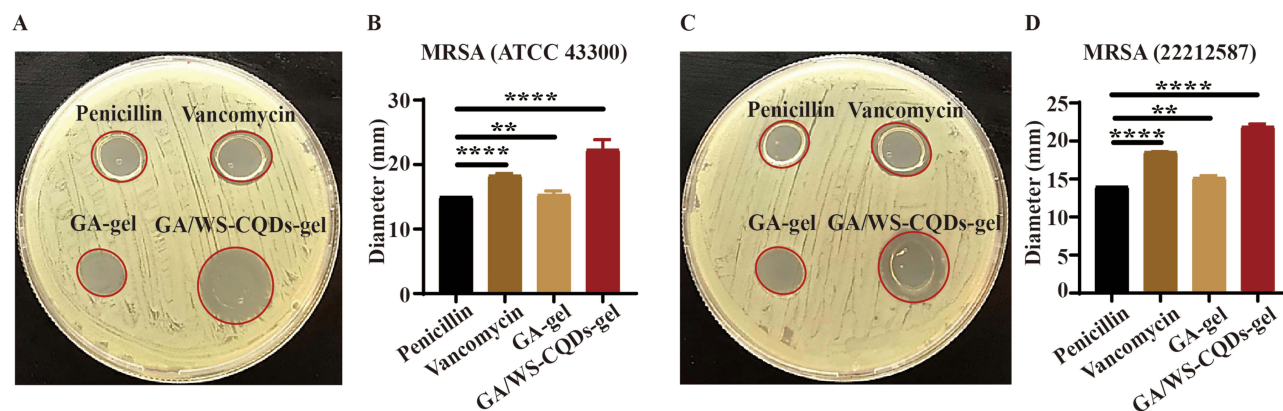 A
Penicillin
Vancomycin
GA-gel
GA/WS-CQDs-gel
B
MRSA (ATCC 43300)
Diameter (mm)
30
20
10
0
****
**
****
Penicillin
Vancomycin
GA-gel
GA/WS-CQDs-gel
C
Penicillin
Vancomycin
GA-gel
GA/WS-CQDs-gel
D
MRSA (22212587)
Diameter (mm)
25
20
15
10
5
0
****
**
****
Penicillin
Vancomycin
GA-gel
GA/WS-CQDs-gel